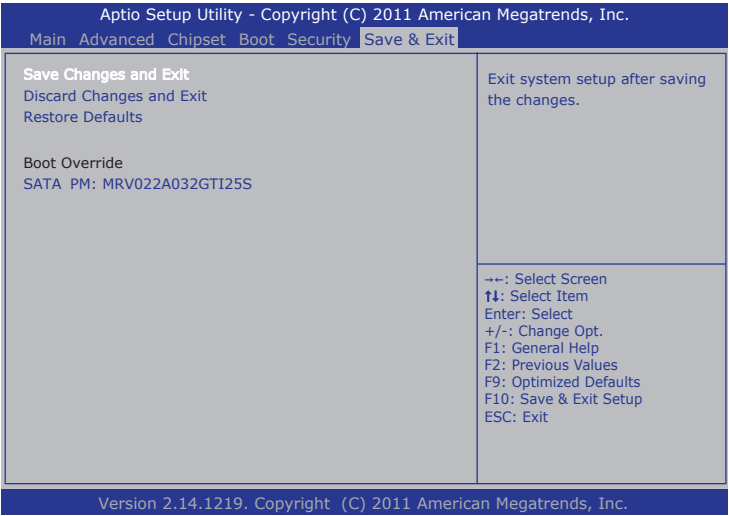 Aptio Setup Utility - Copyright (C) 2011 American Megatrends, Inc.
Main Advanced Chipset Boot Security Save & Exit
Save Changes and Exit
Discard Changes and Exit
Restore Defaults
Boot Override
SATA PM: MRV022A032GTI25S
Exit system setup after saving
the changes.
→←: Select Screen
↑↓: Select Item
Enter: Select
+/-: Change Opt.
F1: General Help
F2: Previous Values
F9: Optimized Defaults
F10: Save & Exit Setup
ESC: Exit
Version 2.14.1219. Copyright (C) 2011 American Megatrends, Inc.